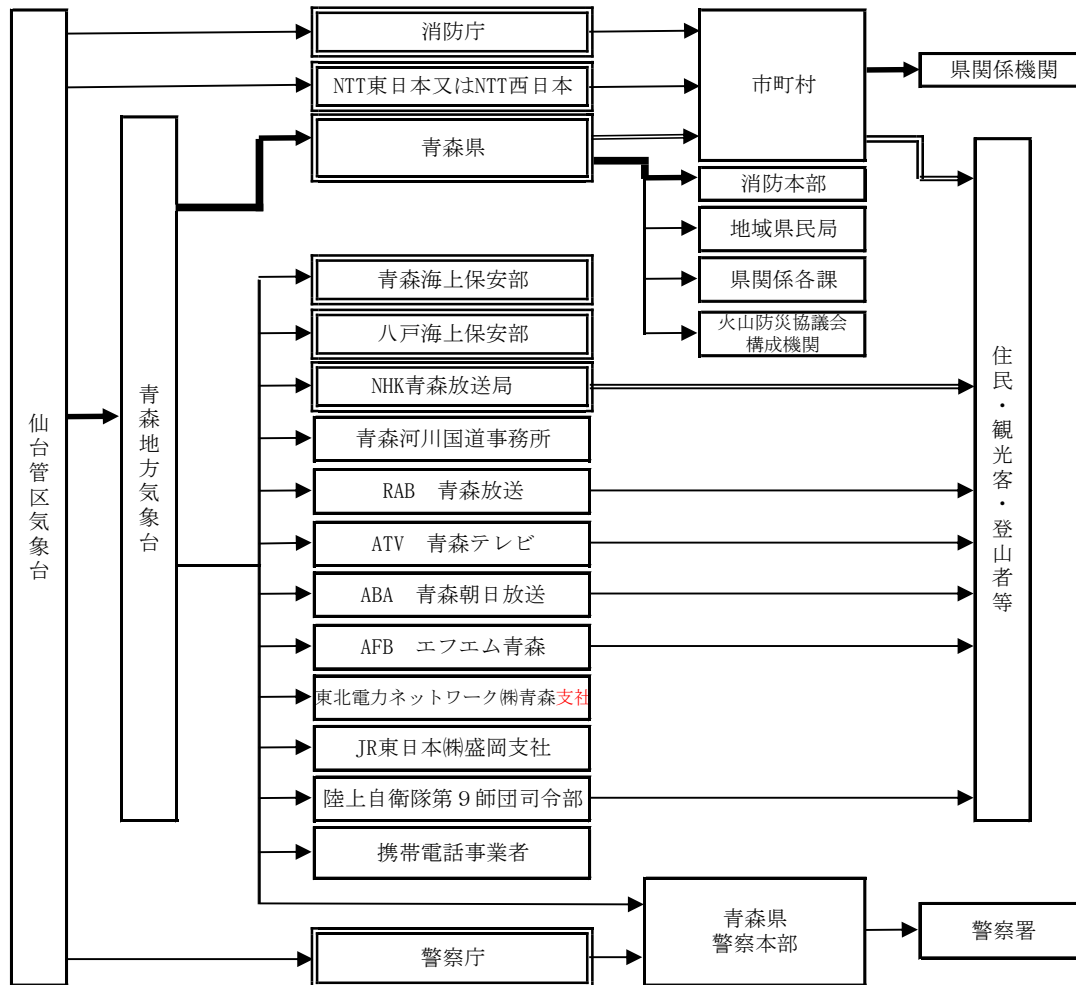 消防庁
NTT東日本又はNTT西日本
青森県
市町村
県関係機関
消防本部
地域県民局
県関係各課
火山防災協議会
構成機関
仙台管区気象台
青森地方気象台
青森海上保安部
八戸海上保安部
NHK青森放送局
青森河川国道事務所
RAB　青森放送
ATV　青森テレビ
ABA　青森朝日放送
AFB　エフエム青森
東北電力ネットワーク㈱青森支社
JR東日本㈱盛岡支社
陸上自衛隊第９師団司令部
携帯電話事業者
住民・観光客・登山者等
青森県
警察本部
警察署
警察庁